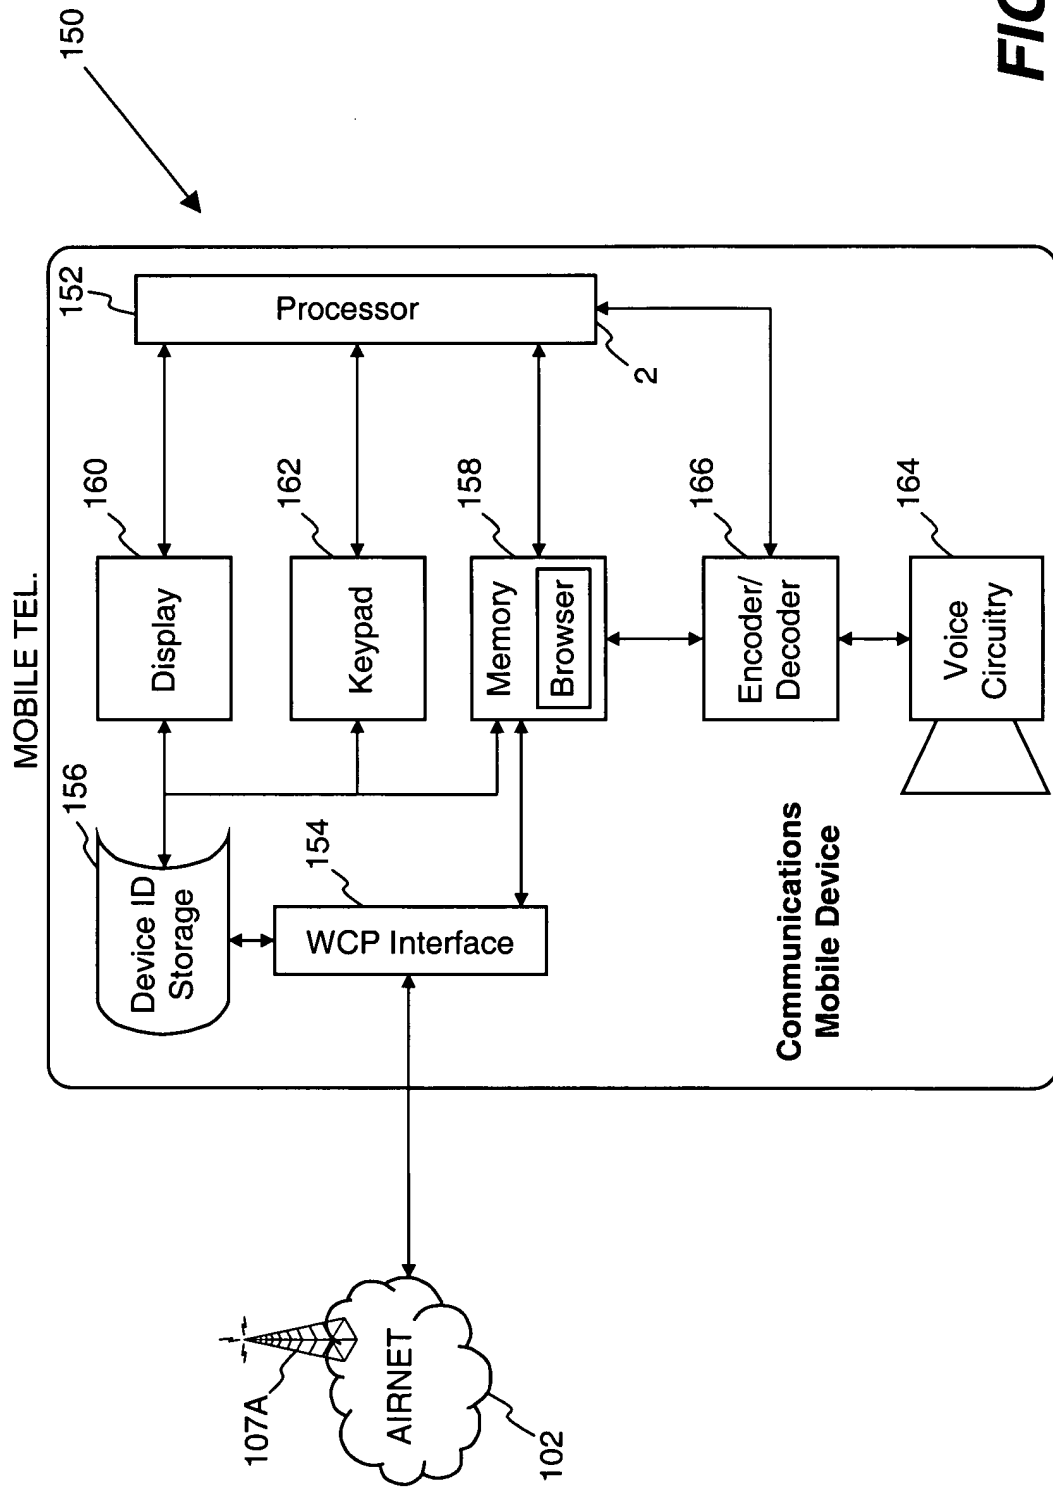 MOBILE TEL.
150
152
Processor
2
160
Display
162
Keypad
158
Memory
Browser
166
Encoder/
Decoder
164
Voice
Circuitry
156
Device ID
Storage
154
WCP Interface
Communications
Mobile Device
107A
AIRNET
102
FIG